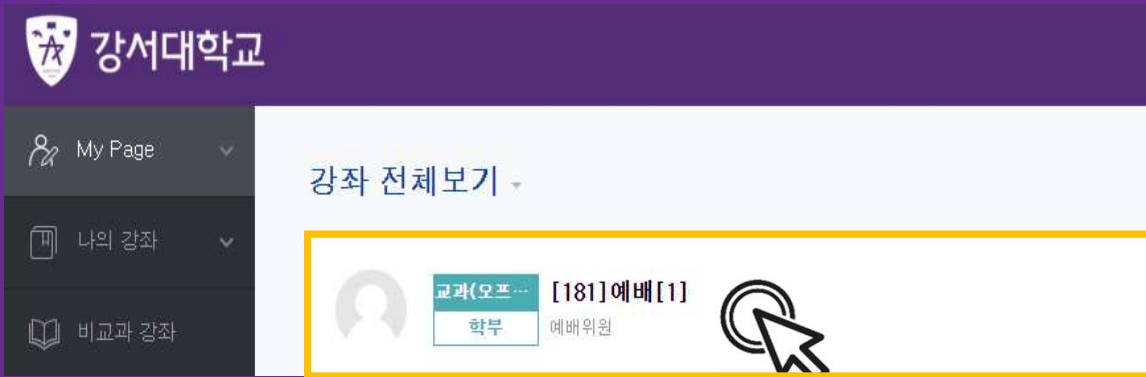 강서대학교
My Page
강좌 전체보기
나의 강좌
교과(오프…
[181]예배[1]
학부
예배위원
비교과 강좌